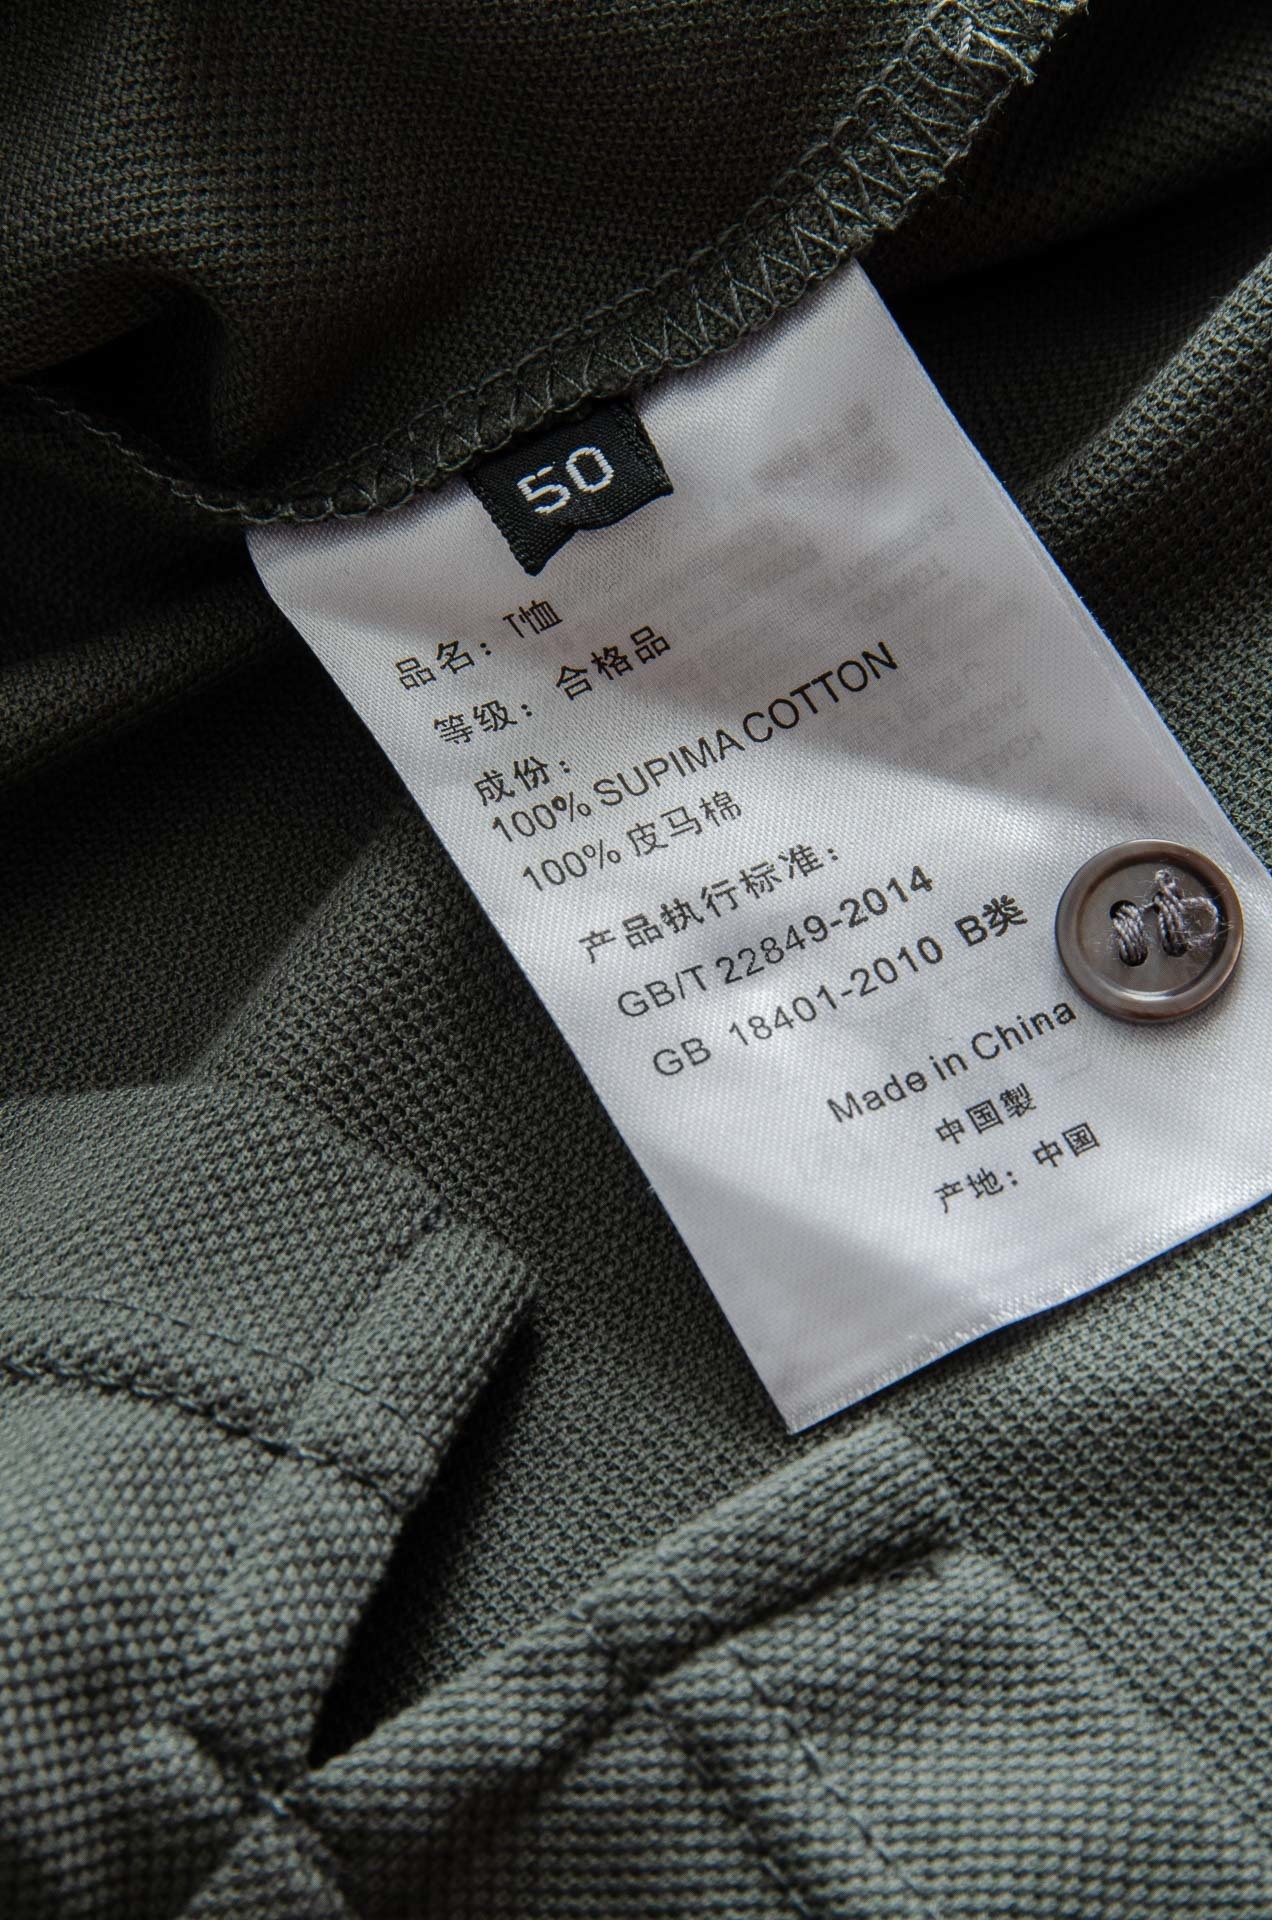 50
品名：T恤
等级：合格品
成份：
100% SUPIMA COTTON
100% 皮马棉
产品执行标准：
GB/T 22849-2014
GB 18401-2010 B类
Made in China
中国製
产地：中国